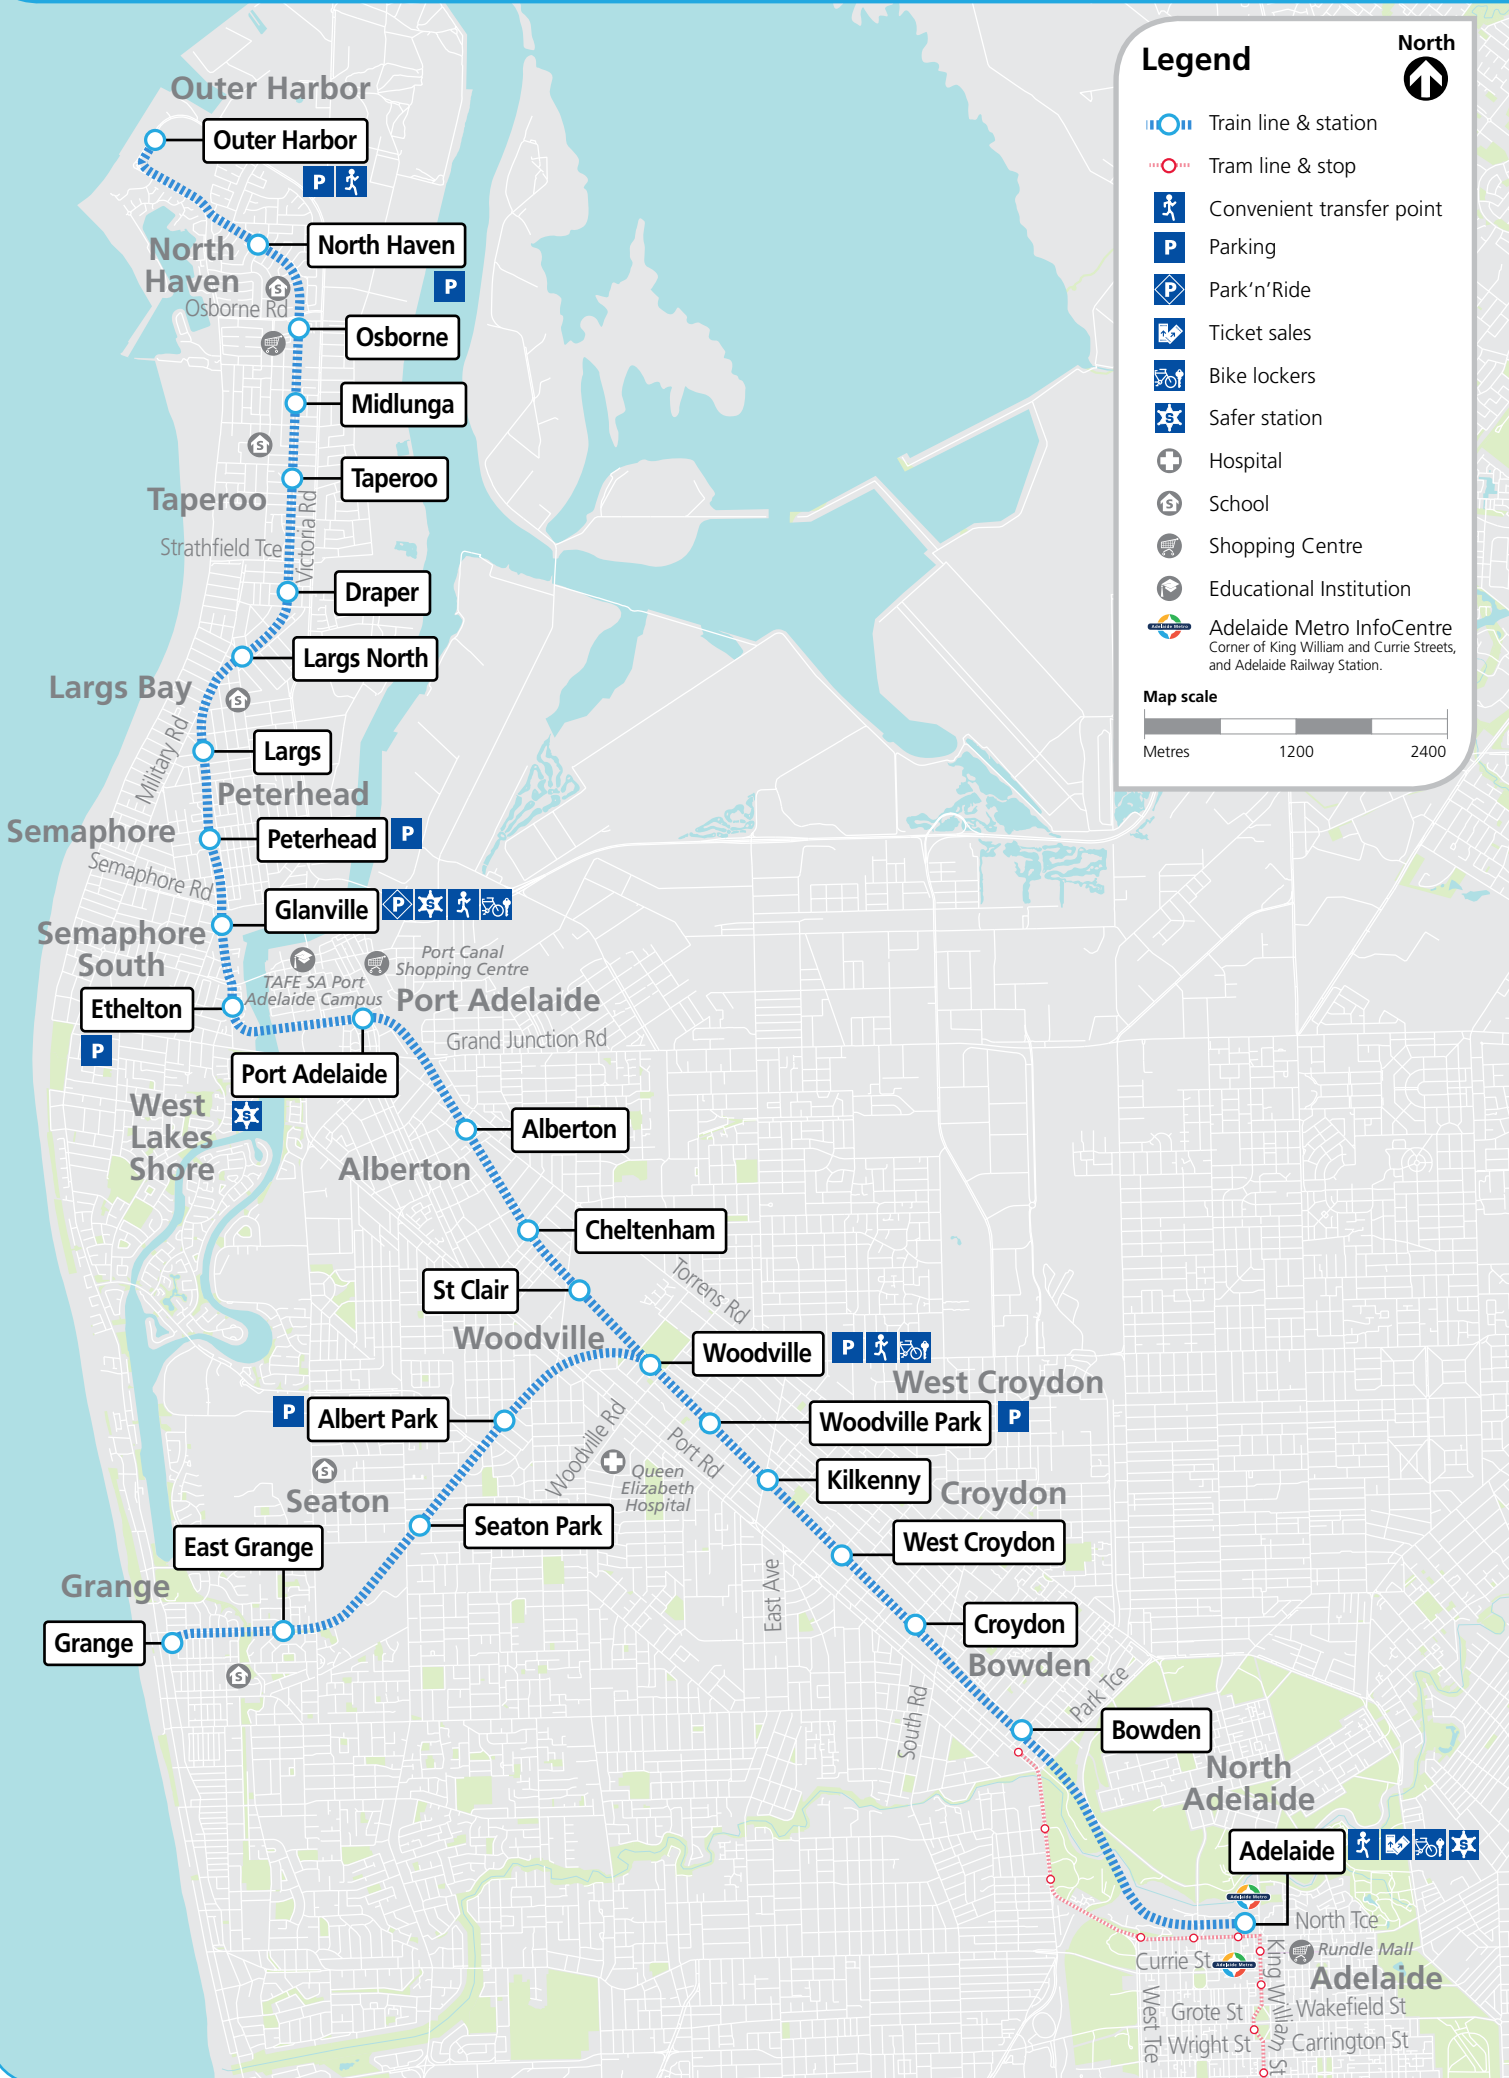 Outer Harbor
Outer Harbor
P
North Haven
North
Haven
P
S
Osborne Rd
Osborne
Midlunga
S
Taperoo
Taperoo
Victoria Rd
Strathfield Tce
Draper
Largs North
Largs Bay
S
Military Rd
Largs
Peterhead
Semaphore
Peterhead
P
Semaphore Rd
Glanville
P
S
Semaphore
South
Port Canal
Shopping Centre
TAFE SA Port
Adelaide Campus
Ethelton
P
Port Adelaide
Grand Junction Rd
Port Adelaide
S
West
Lakes
Shore
Alberton
Alberton
Cheltenham
Torrens Rd
St Clair
Woodville
Woodville
P
West Croydon
P
Albert Park
Woodville Park
P
Woodville Rd
Port Rd
S
Queen
Elizabeth
Hospital
Kilkenny
Croydon
Seaton
Seaton Park
West Croydon
East Grange
East Ave
Grange
Grange
S
Croydon
Bowden
Park Tce
South Rd
Bowden
North
Adelaide
Adelaide
S
Adelaide Metro
North Tce
Rundle Mall
Currie St
Adelaide Metro
Adelaide
King William St
West Tce
Grote St
Wakefield St
Wright St
Carrington St
Legend
North
Train line & station
Tram line & stop
Convenient transfer point
P
Parking
P
Park‘n’Ride
Ticket sales
Bike lockers
S
Safer station
Hospital
S
School
Shopping Centre
Educational Institution
Adelaide Metro
Adelaide Metro InfoCentre
Corner of King William and Currie Streets,
and Adelaide Railway Station.
Map scale
Metres 1200 2400